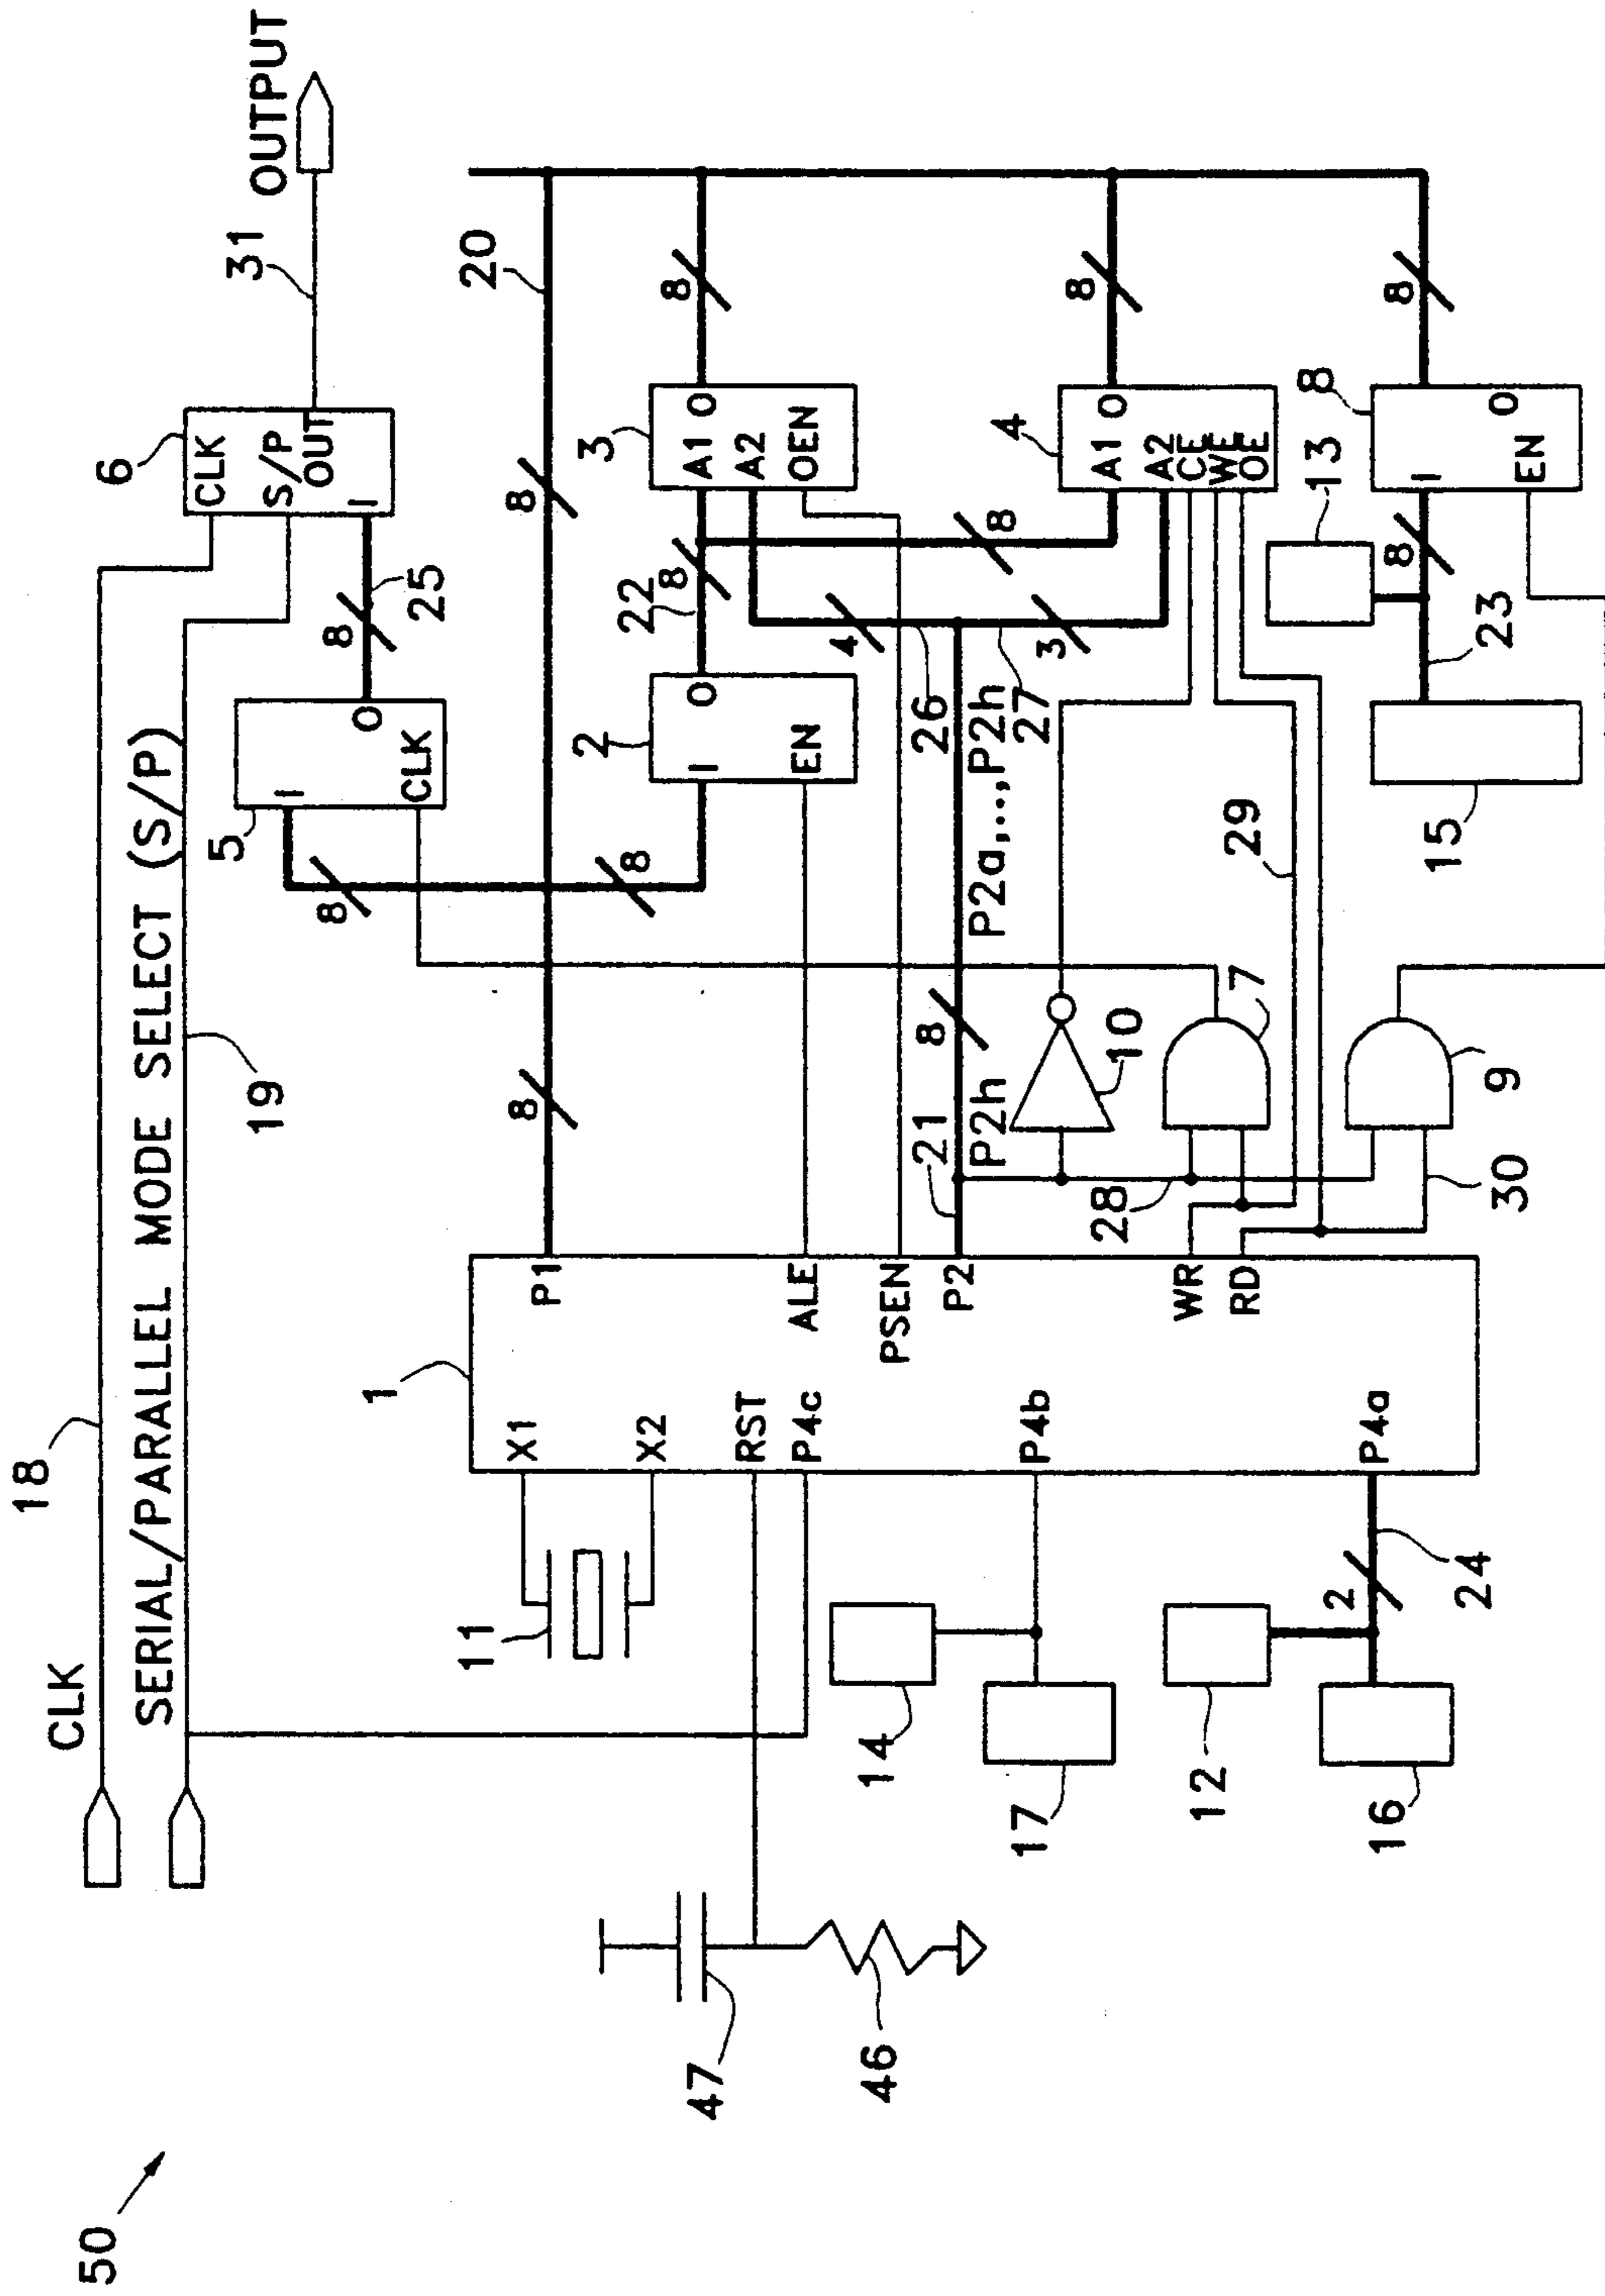 50
CLK
18
SERIAL/PARALLEL MODE SELECT (S/P)
19
6
CLK
S/P
OUT
I
31
OUTPUT
8
25
5
I
O
CLK
8
8
20
8
8
1
X1
X2
RST
P4c
P4b
P4a
P1
ALE
PSEN
P2
WR
RD
11
47
46
14
17
12
16
2
24
2
I
O
EN
22
8
3
A1
O
A2
OEN
8
4
26
3
27
8
21
P2h
8
P2a,..,P2h
10
7
28
29
9
30
4
A1
O
A2
CE
WE
OE
8
13
8
I
O
EN
8
8
23
15